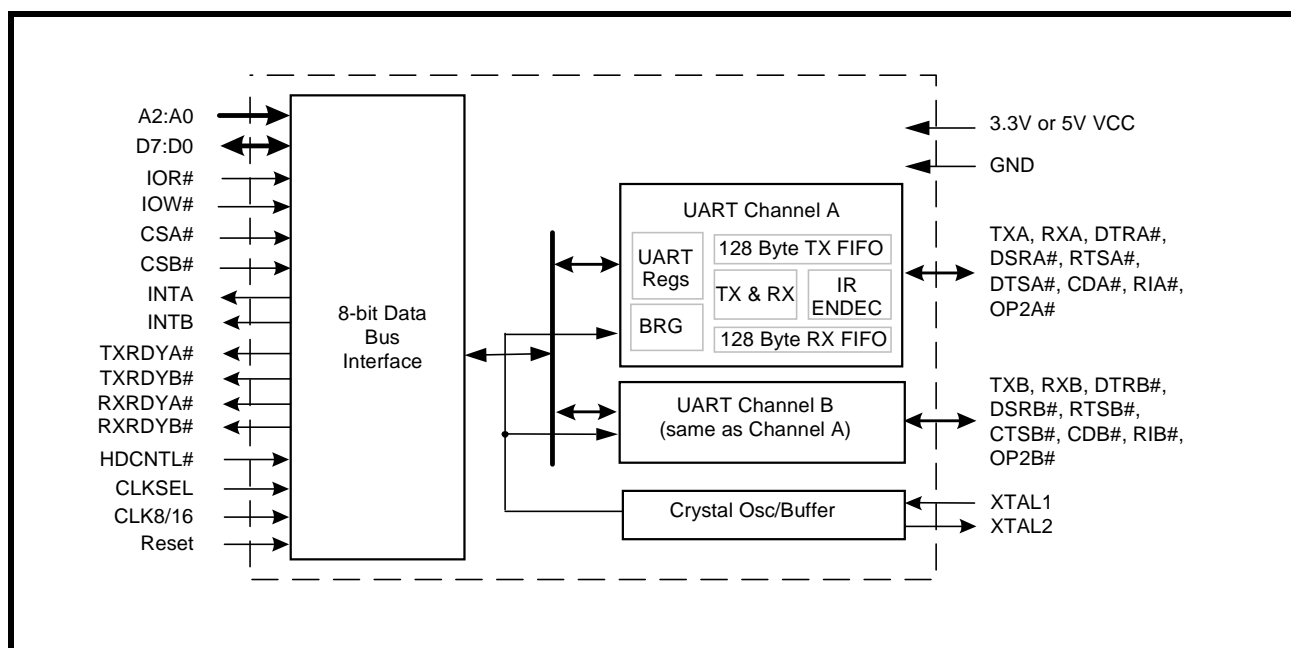 A2:A0
D7:D0
IOR#
IOW#
CSA#
CSB#
INTA
INTB
TXRDYA#
TXRDYB#
RXRDYA#
RXRDYB#
HDCNTL#
CLKSEL
CLK8/16
Reset
8-bit Data
Bus
Interface
UART Channel A
UART
Regs
BRG
128 Byte TX FIFO
TX & RX
IR
ENDEC
128 Byte RX FIFO
UART Channel B
(same as Channel A)
Crystal Osc/Buffer
3.3V or 5V VCC
GND
TXA, RXA, DTRA#,
DSRA#, RTSA#,
DTSA#, CDA#, RIA#,
OP2A#
TXB, RXB, DTRB#,
DSRB#, RTSB#,
CTSB#, CDB#, RIB#,
OP2B#
XTAL1
XTAL2